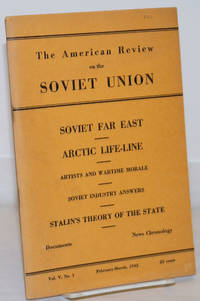 The American Review
on the
SOVIET UNION
SOVIET FAR EAST
ARCTIC LIFE-LINE
ARTISTS AND WARTIME MORALE
SOVIET INDUSTRY ANSWERS
STALIN'S THEORY OF THE STATE
Documents News Chronology
Vol. V. No. 1 February-March, 1942 25 cents